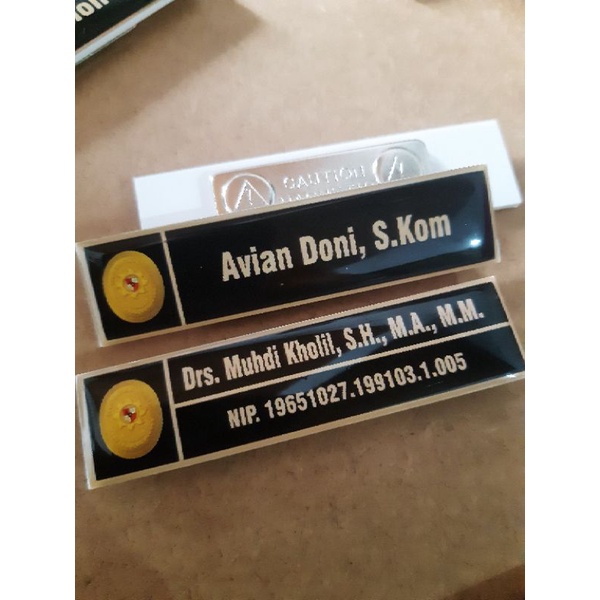 CAUTION
Avian Doni, S.Kom
Drs. Muhdi Kholil, S.H., M.A., M.M.
NIP. 19651027.199103.1.005